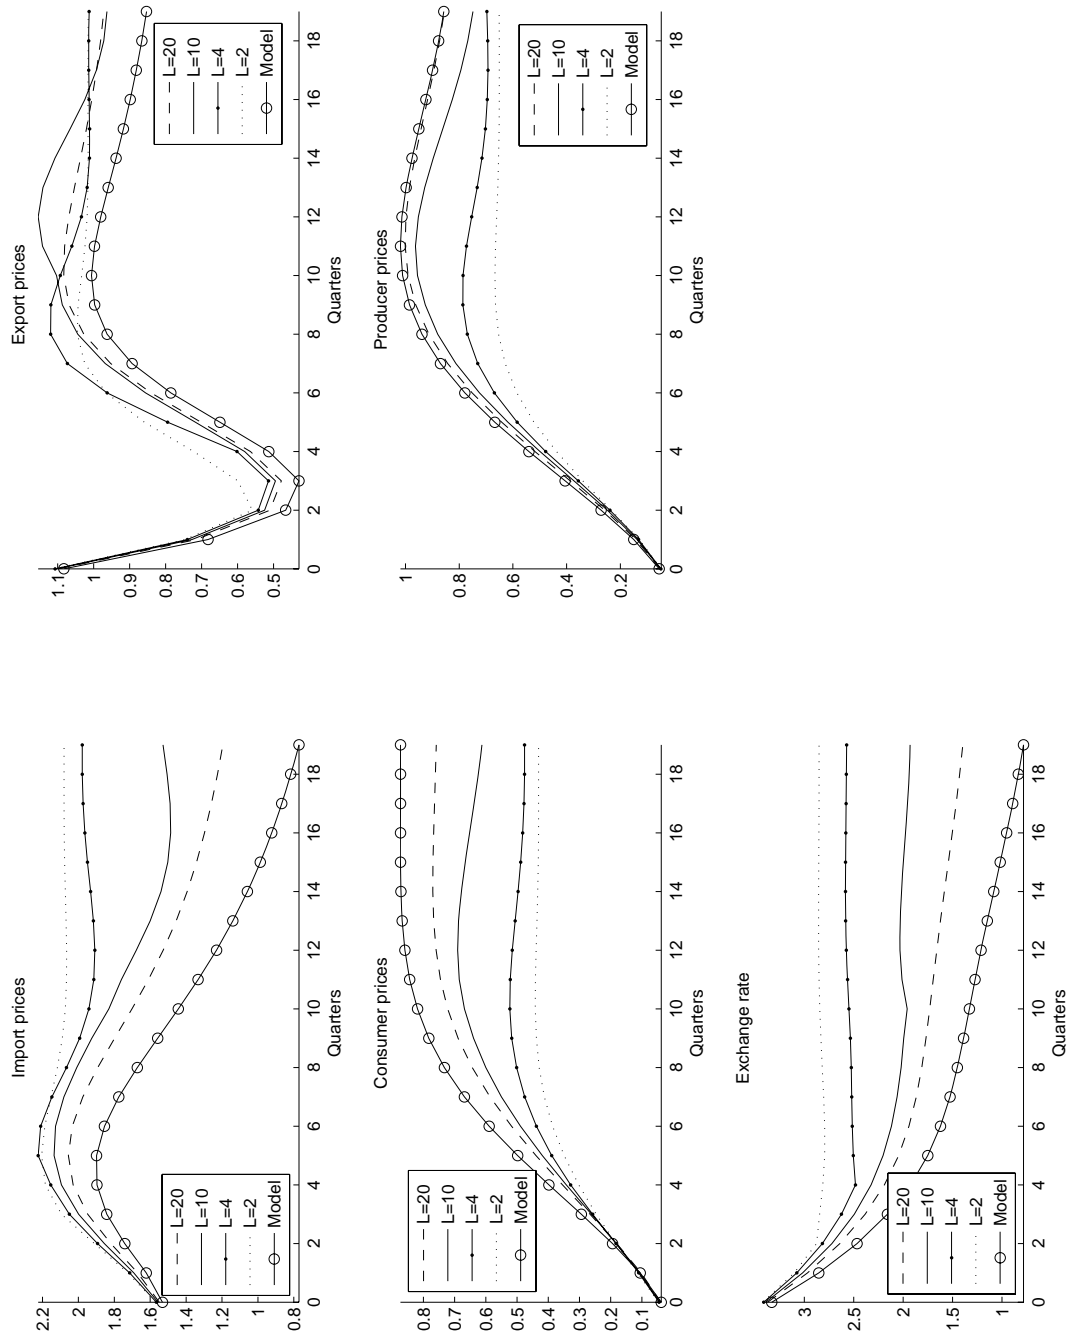 Import prices
2.2
2
1.8
1.6
1.4
1.2
1
0.8
0 2 4 6 8 10 12 14 16 18
Quarters
L=20
L=10
L=4
L=2
Model
Export prices
1.1
1
0.9
0.8
0.7
0.6
0.5
0 2 4 6 8 10 12 14 16 18
Quarters
L=20
L=10
L=4
L=2
Model
Consumer prices
0.8
0.7
0.6
0.5
0.4
0.3
0.2
0.1
0 2 4 6 8 10 12 14 16 18
Quarters
L=20
L=10
L=4
L=2
Model
Producer prices
1
0.8
0.6
0.4
0.2
0 2 4 6 8 10 12 14 16 18
Quarters
L=20
L=10
L=4
L=2
Model
Exchange rate
3
2.5
2
1.5
1
0 2 4 6 8 10 12 14 16 18
Quarters
L=20
L=10
L=4
L=2
Model